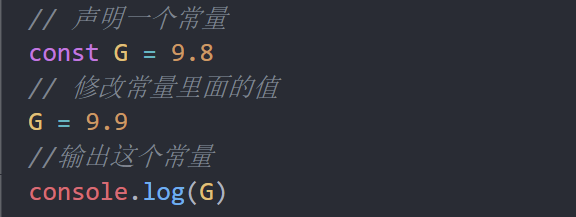 // 声明一个常量
const G = 9.8
// 修改常量里面的值
G = 9.9
//输出这个常量
console.log(G)